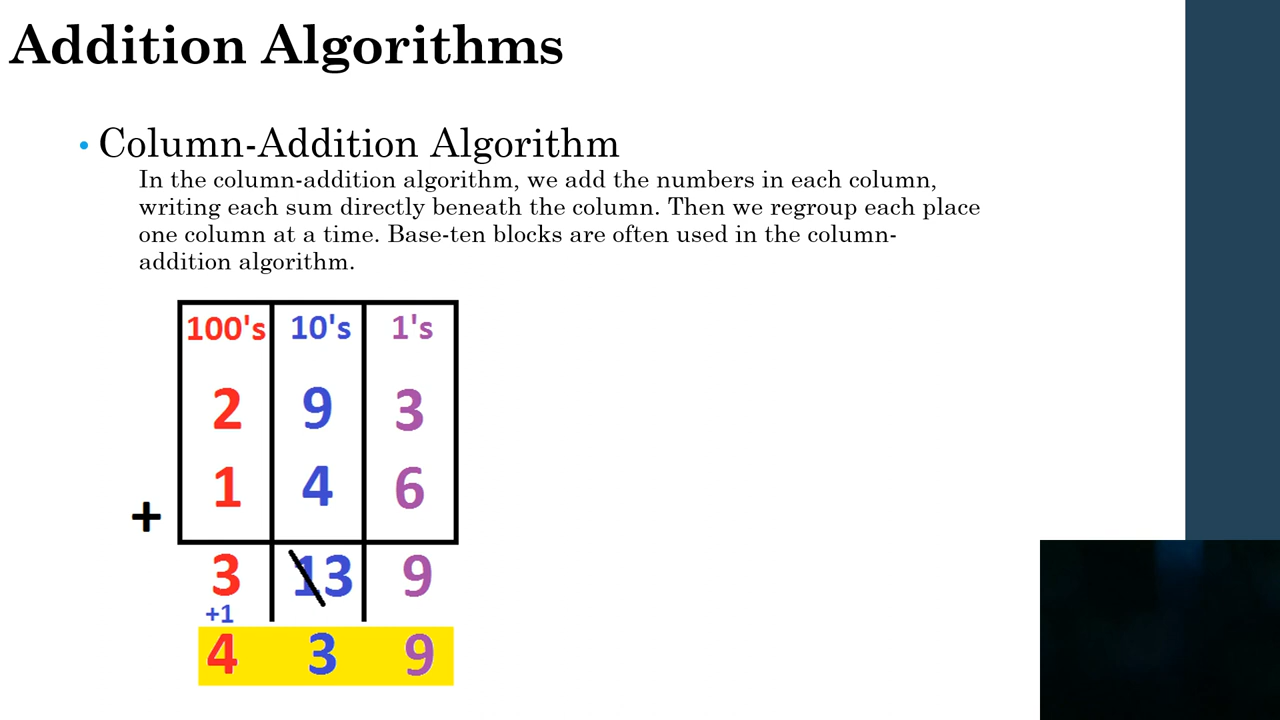 Addition Algorithms
• Column-Addition Algorithm
In the column-addition algorithm, we add the numbers in each column,
writing each sum directly beneath the column. Then we regroup each place
one column at a time. Base-ten blocks are often used in the column-
addition algorithm.
100's 10's 1's
2 9 3
1 4 6
+
3 13 9
+1
4 3 9